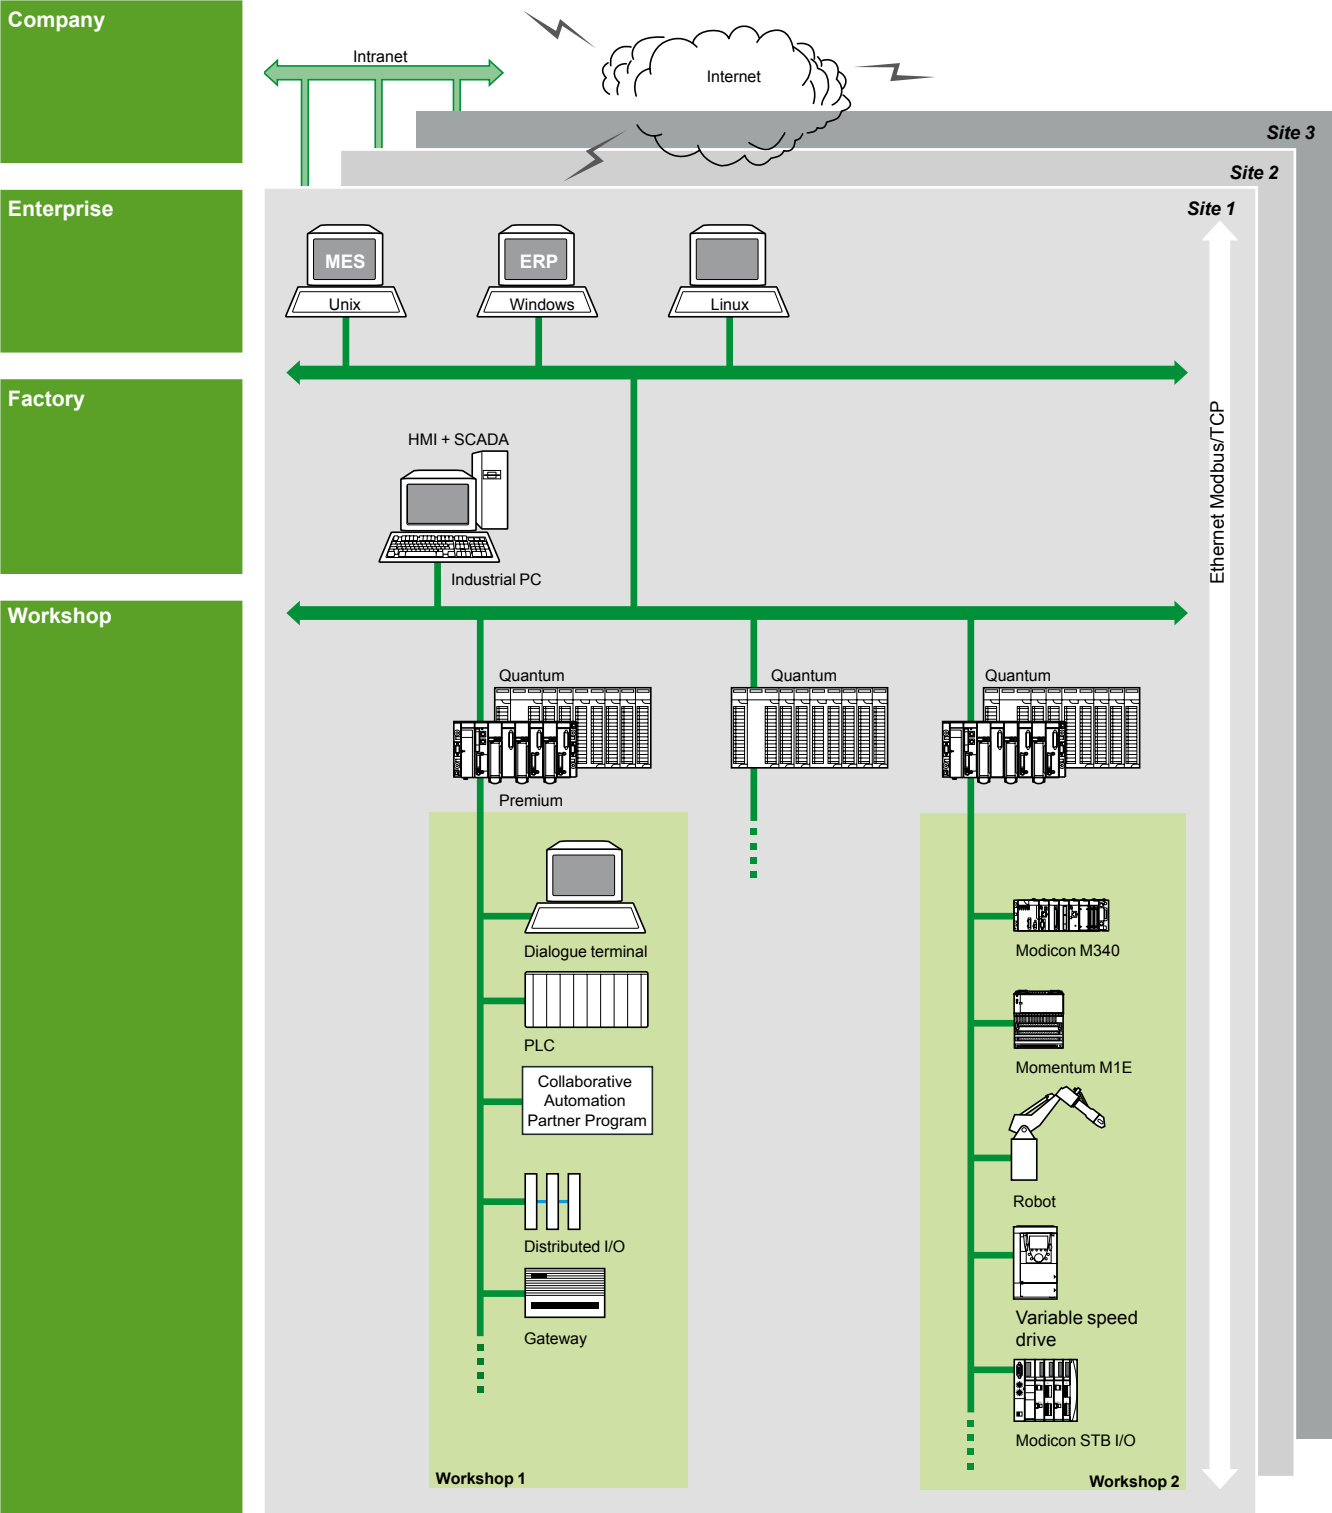 Company
Intranet
Internet
Site 3
Site 2
Enterprise
Site 1
MES
ERP
Unix
Windows
Linux
Factory
HMI + SCADA
Ethernet Modbus/TCP
Industrial PC
Workshop
Quantum
Quantum
Quantum
Premium
Dialogue terminal
Modicon M340
PLC
Momentum M1E
Collaborative
Automation
Partner Program
Robot
Distributed I/O
Variable speed
drive
Gateway
Modicon STB I/O
Workshop 1
Workshop 2